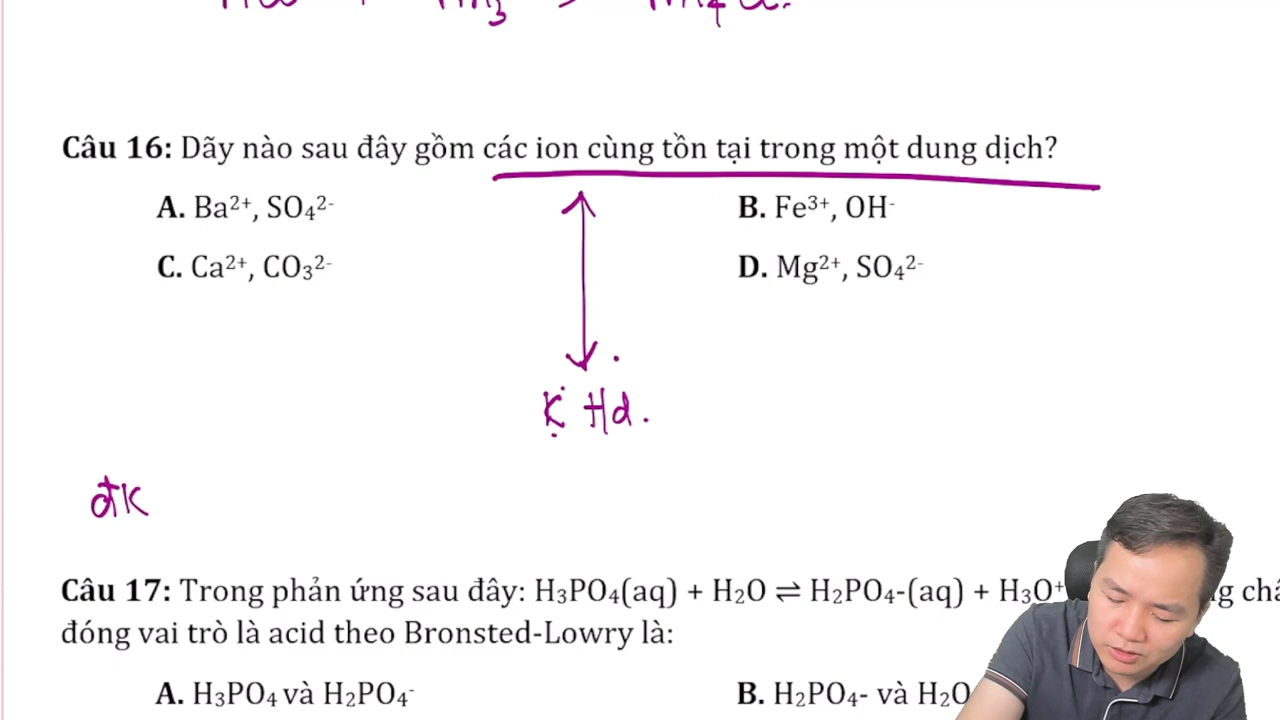 Câu 16: Dãy nào sau đây gồm các ion cùng tồn tại trong một dung dịch?
A. Ba²⁺, SO₄²⁻ B. Fe³⁺, OH⁻
C. Ca²⁺, CO₃²⁻ D. Mg²⁺, SO₄²⁻
đK
Câu 17: Trong phản ứng sau đây: H₃PO₄(aq) + H₂O ⇌ H₂PO₄-(aq) + H₃O⁺
đóng vai trò là acid theo Bronsted-Lowry là:
A. H₃PO₄ và H₂PO₄⁻ B. H₂PO₄- và H₂O